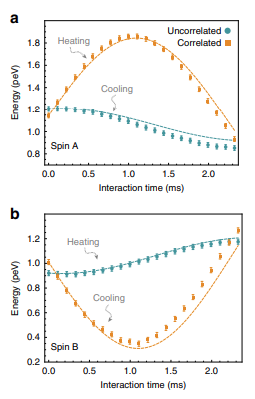 a
Uncorrelated
Correlated
Heating
Cooling
Spin A
Energy (peV)
1.8
1.6
1.4
1.2
1.0
0.8
0.0 0.5 1.0 1.5 2.0
Interaction time (ms)
b
Heating
Cooling
Spin B
Energy (peV)
1.2
1.0
0.8
0.6
0.4
0.2
0.0 0.5 1.0 1.5 2.0
Interaction time (ms)